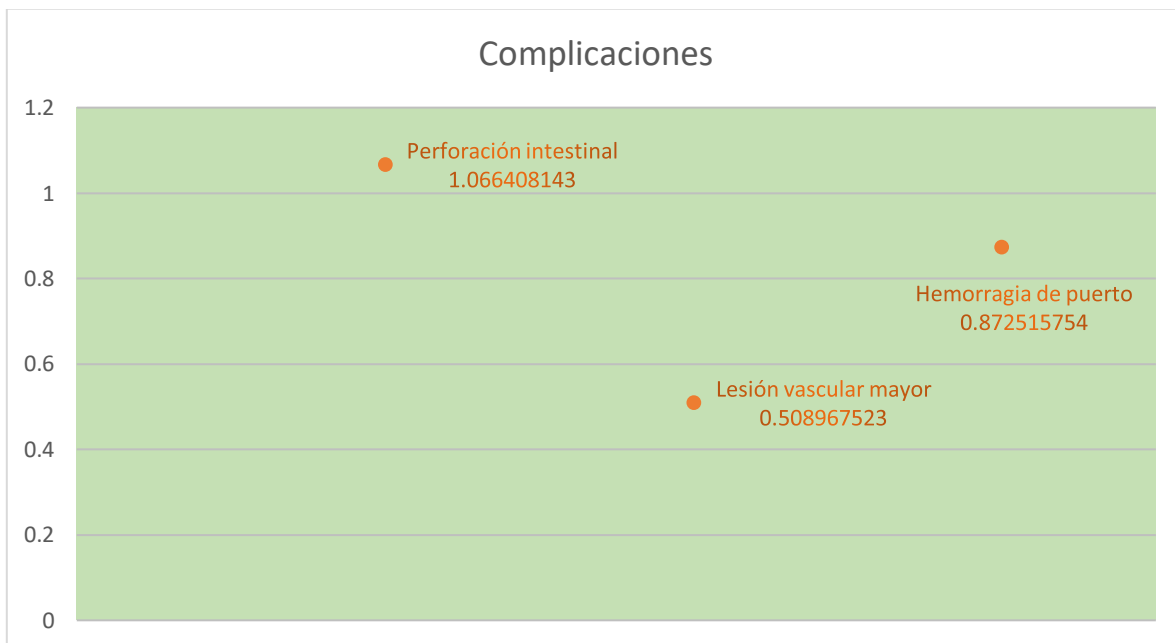 Complicaciones
1.2
Perforación intestinal
1.066408143
1
0.8
Hemorragia de puerto
0.872515754
0.6
Lesión vascular mayor
0.508967523
0.4
0.2
0